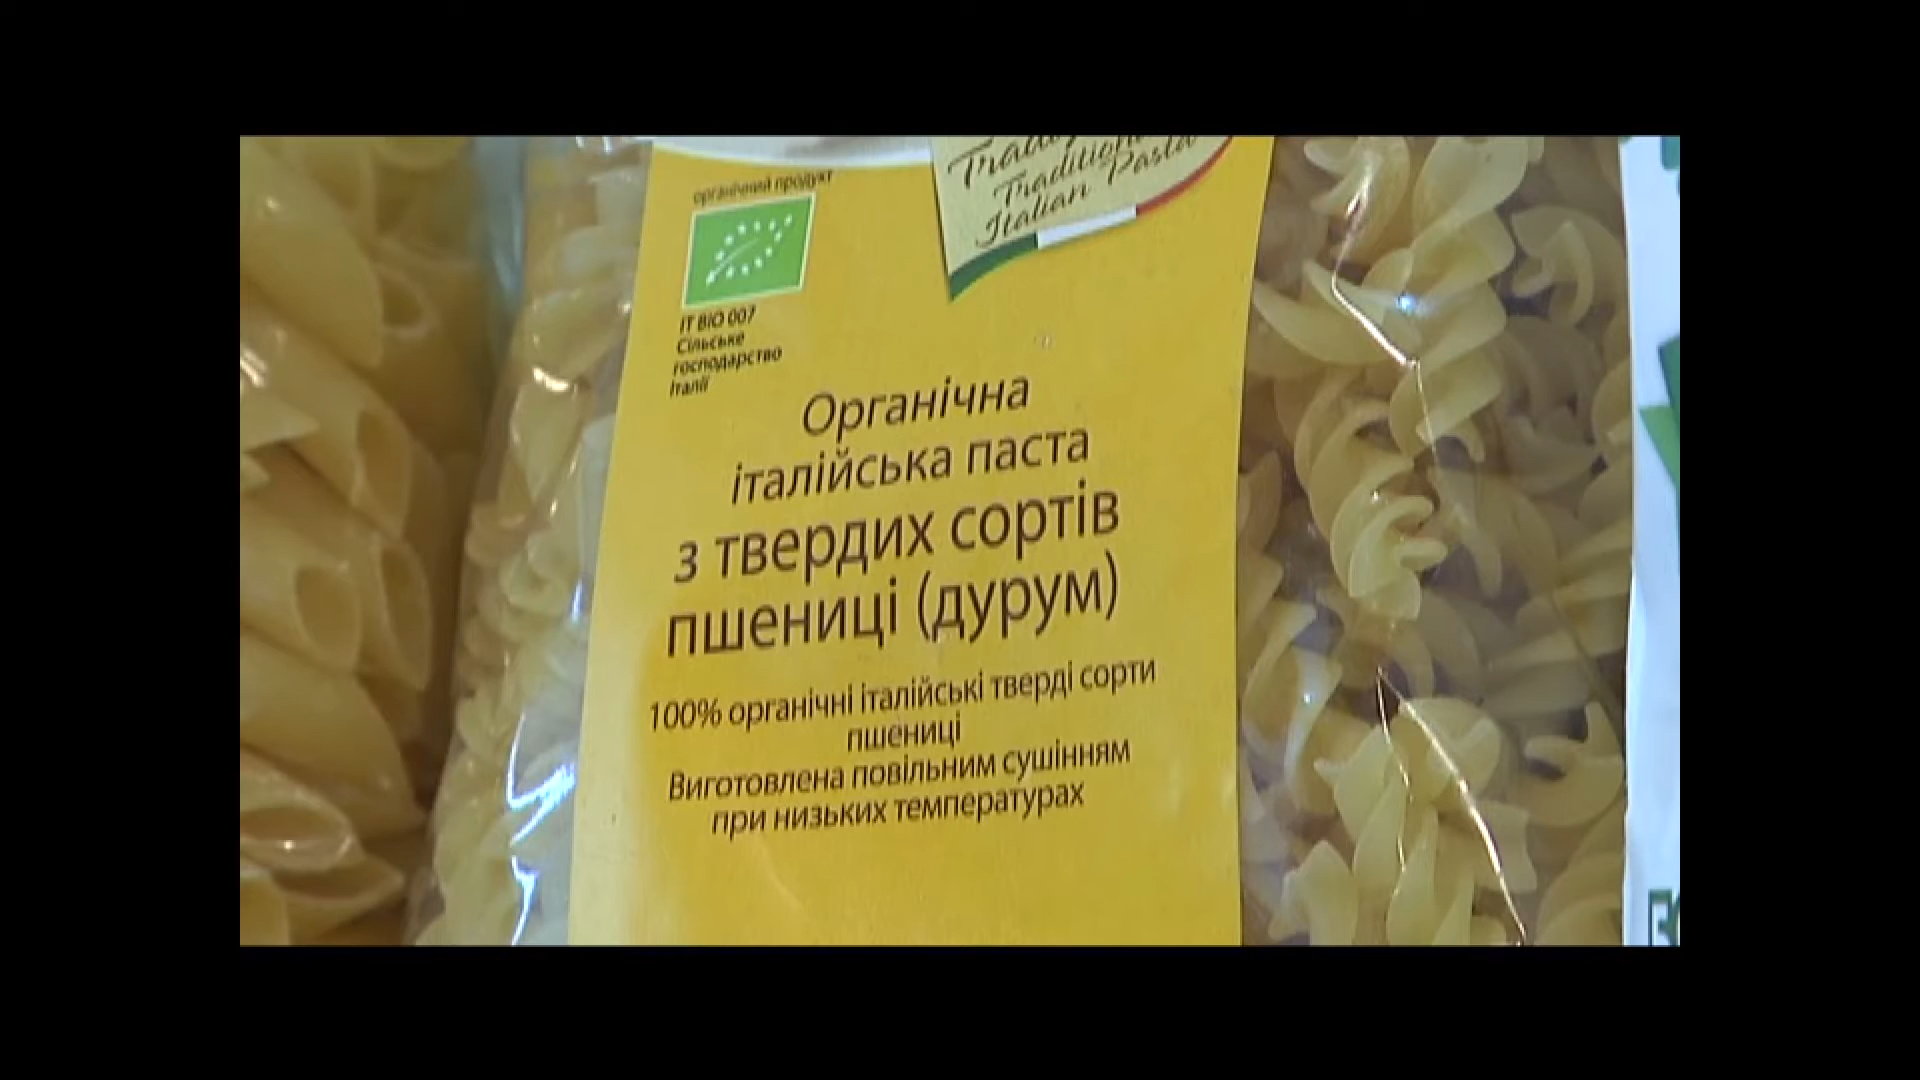 Traditional
Italian Pasta
органічний продукт
IT BIO 007
Сільське
господарство
Італії
Органічна
італійська паста
з твердих сортів
пшениці (дурум)
100% органічні італійські тверді сорти
пшениці
Виготовлена повільним сушінням
при низьких температурах